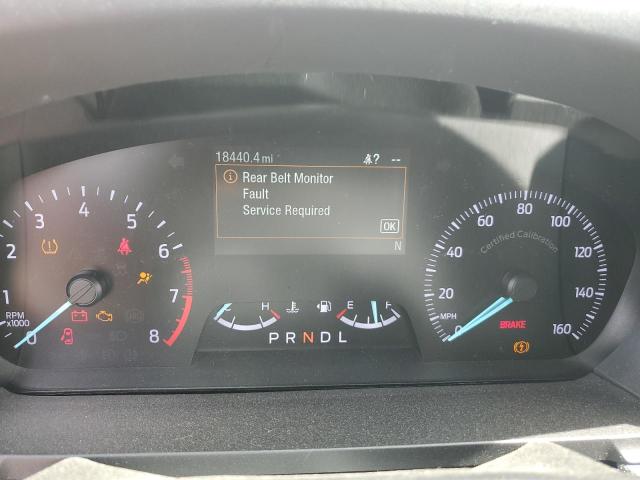 18440.4 mi ? --
Rear Belt Monitor
Fault
Service Required
OK
N
0 1 2 3 4 5 6 7 8
RPM
x1000
C H E F
P R N D L
0 20 40 60 80 100 120 140 160
MPH
Certified Calibration
BRAKE